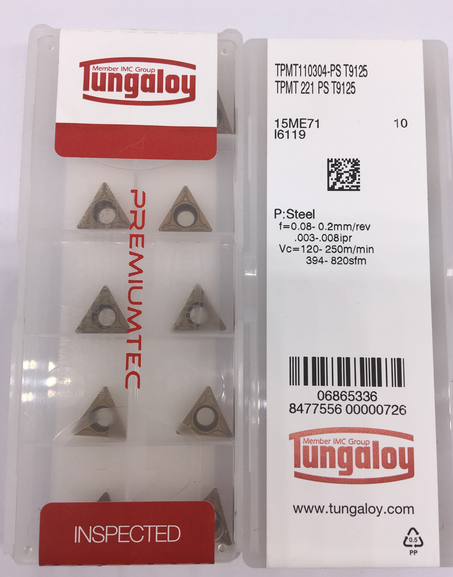 Member IMC Group
Tungaloy
PREMIUMTEC
INSPECTED
TPMT110304-PS T9125
TPMT 221 PS T9125
15ME71 10
I6119
P:Steel
f=0.08- 0.2mm/rev
.003-.008ipr
Vc=120- 250m/min
394- 820sfm
06865336
8477556 00000726
Member IMC Group
Tungaloy
www.tungaloy.com
0.5
PP